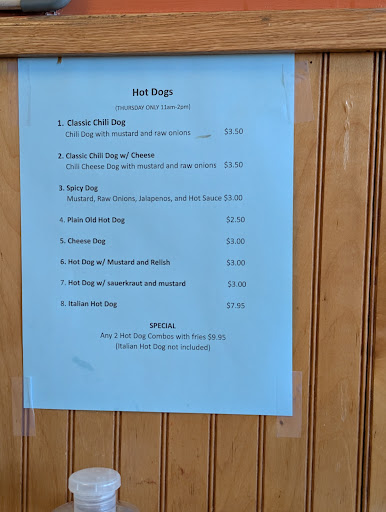 Hot Dogs
(THURSDAY ONLY 11am-2pm)
1. Classic Chili Dog
Chili Dog with mustard and raw onions $3.50
2. Classic Chili Dog w/ Cheese
Chili Cheese Dog with mustard and raw onions $3.50
3. Spicy Dog
Mustard, Raw Onions, Jalapenos, and Hot Sauce $3.00
4. Plain Old Hot Dog $2.50
5. Cheese Dog $3.00
6. Hot Dog w/ Mustard and Relish $3.00
7. Hot Dog w/ sauerkraut and mustard $3.00
8. Italian Hot Dog $7.95
SPECIAL
Any 2 Hot Dog Combos with fries $9.95
(Italian Hot Dog not included)